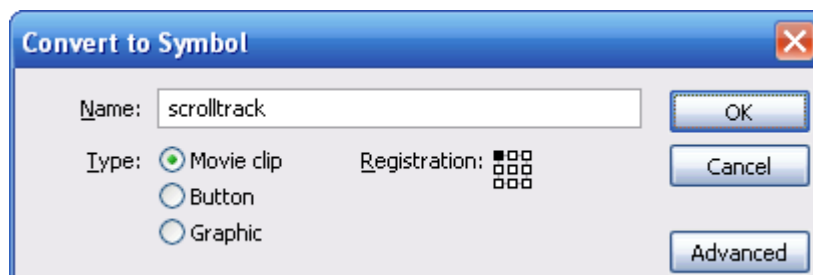 Convert to Symbol
Name: scrolltrack OK
Type: Movie clip Registration: Cancel
Button
Graphic
Advanced